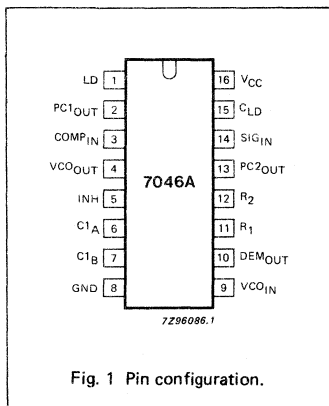 LD 1 16 VCC
PC1OUT 2 15 CLD
COMPIN 3 14 SIGIN
VCOOUT 4 13 PC2OUT
7046A
INH 5 12 R2
C1A 6 11 R1
C1B 7 10 DEMOUT
GND 8 9 VCOIN
7Z96086.1
Fig. 1 Pin configuration.